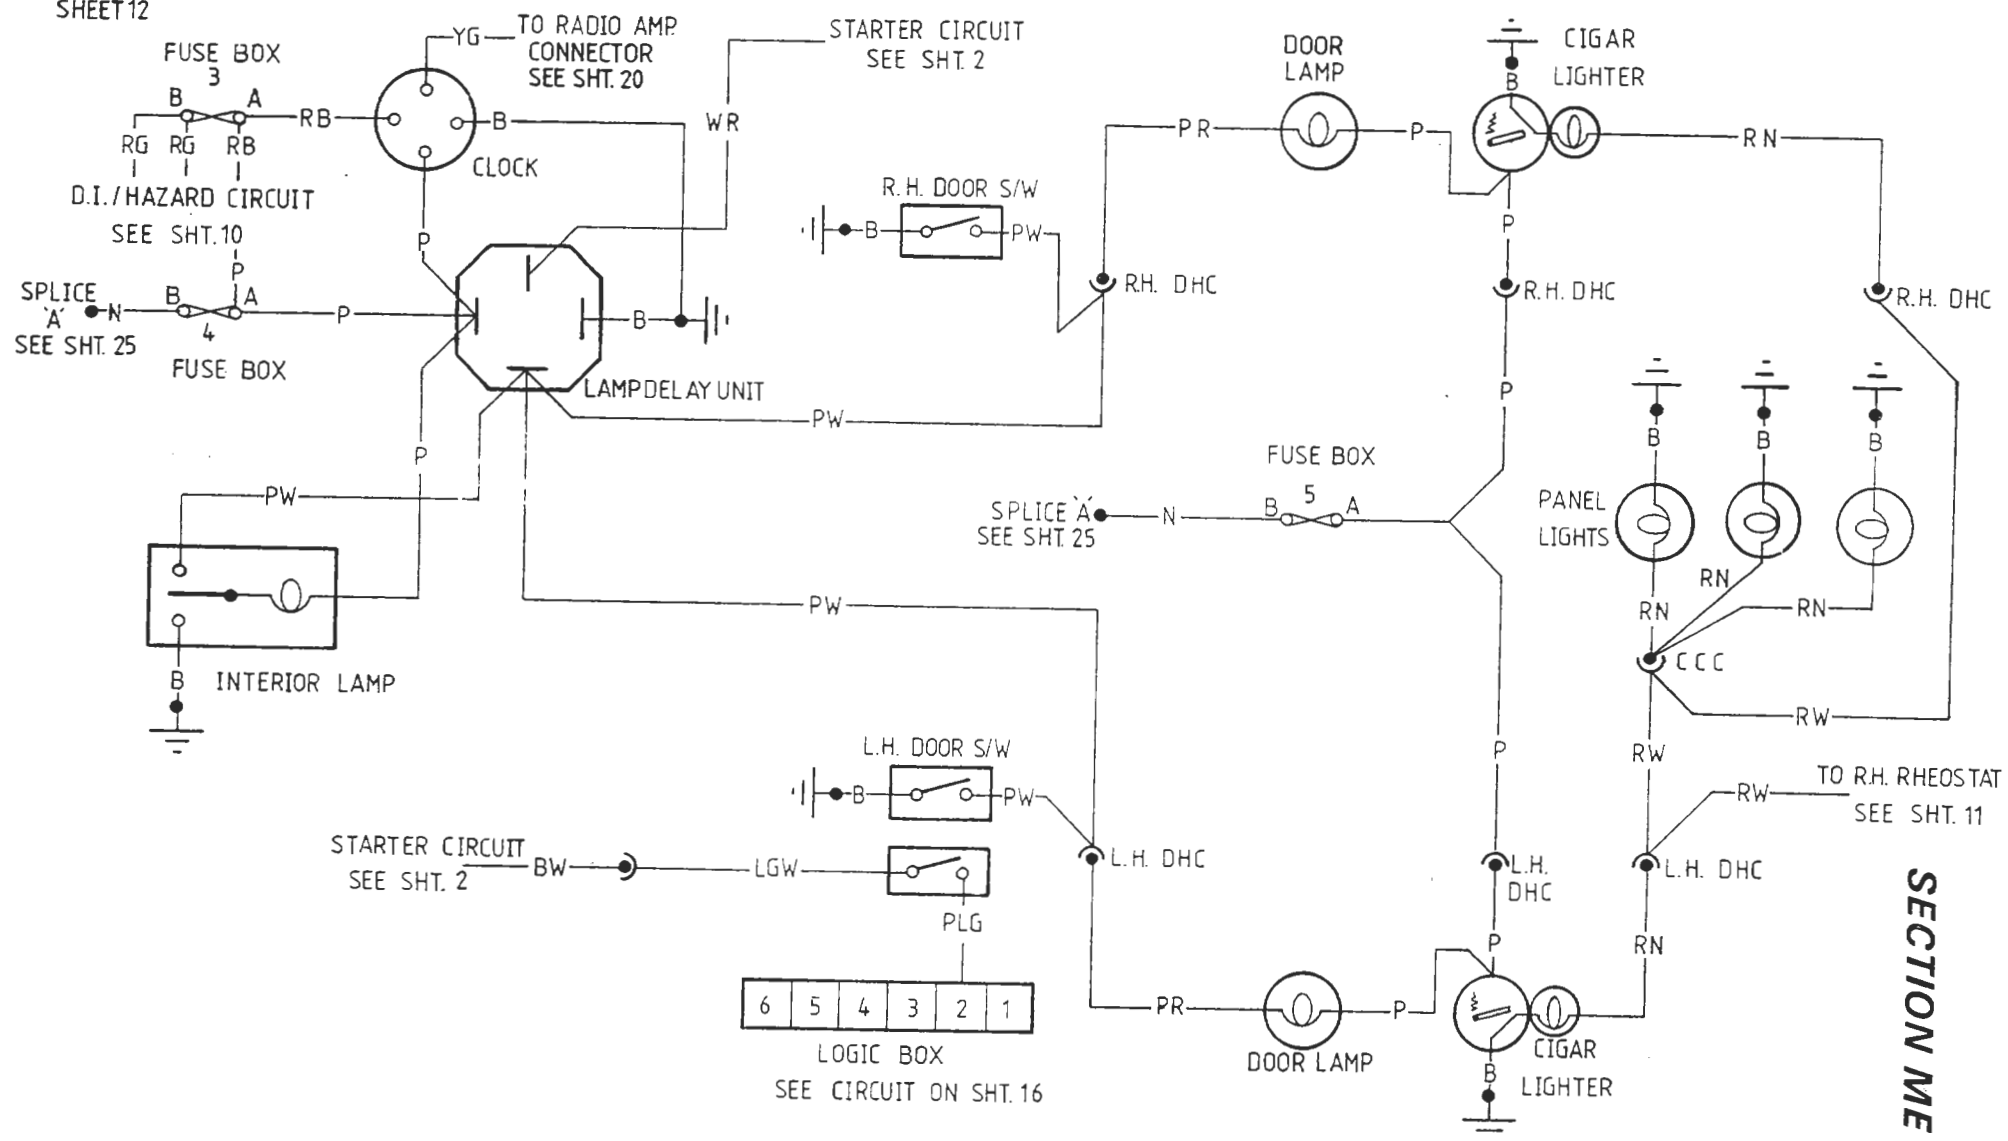 SHEET 12
FUSE BOX
3
B
A
RB
RG
RG
RB
D.I./HAZARD CIRCUIT
SEE SHT.10
YG
TO RADIO AMP.
CONNECTOR
SEE SHT. 20
B
CLOCK
P
STARTER CIRCUIT
SEE SHT. 2
WR
SPLICE
'A'
SEE SHT. 25
N
B
P
A
4
FUSE BOX
P
B
LAMP DELAY UNIT
P
PW
PW
INTERIOR LAMP
B
R.H. DOOR S/W
B
PW
R.H. DHC
PR
DOOR
LAMP
P
CIGAR
LIGHTER
B
RN
P
R.H. DHC
R.H. DHC
P
FUSE BOX
5
B
A
SPLICE 'A'
SEE SHT. 25
N
PANEL
LIGHTS
B
B
B
RN
RN
RN
CCC
RW
RW
TO R.H. RHEOSTAT
SEE SHT. 11
RW
PW
P
L.H. DOOR S/W
B
PW
L.H. DHC
L.H.
DHC
L.H. DHC
STARTER CIRCUIT
SEE SHT. 2
BW
LGW
PLG
6 5 4 3 2 1
LOGIC BOX
SEE CIRCUIT ON SHT. 16
PR
DOOR LAMP
P
P
RN
CIGAR
LIGHTER
B
SECTION ME